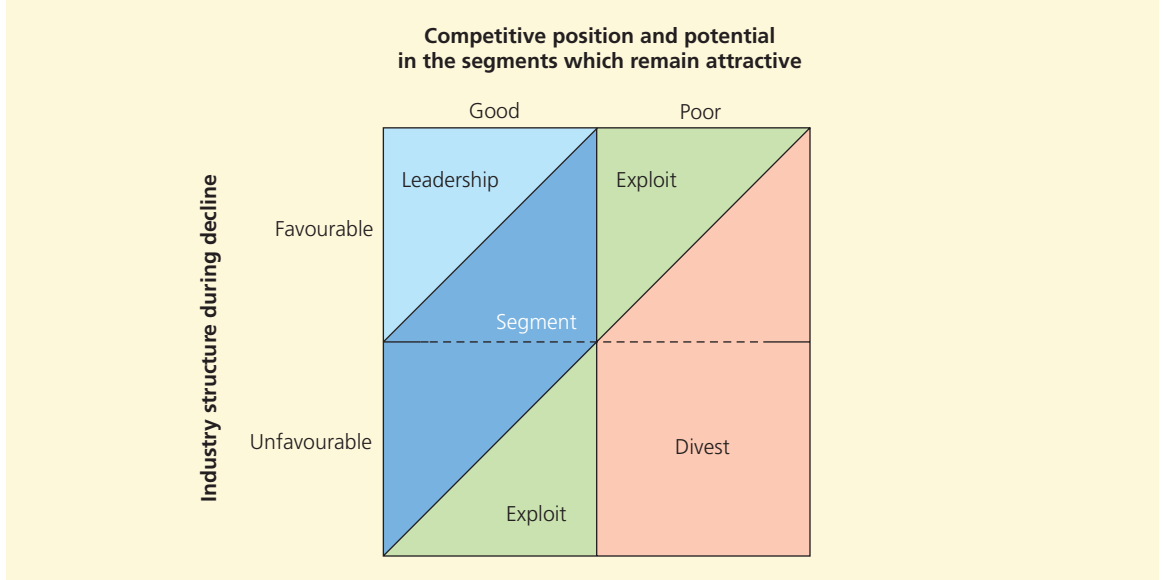 Competitive position and potential
in the segments which remain attractive
Good
Poor
Leadership
Exploit
Industry structure during decline
Favourable
Segment
Unfavourable
Divest
Exploit